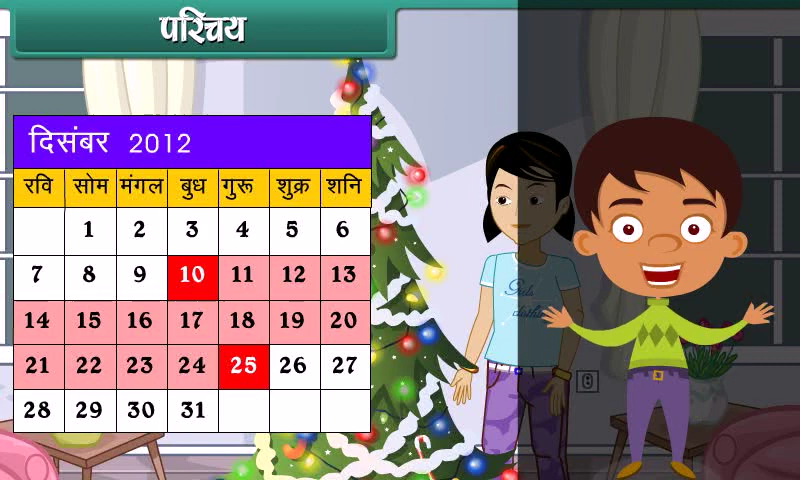 परिचय
दिसंबर 2012
रवि सोम मंगल बुध गुरू शुक्र शनि
1 2 3 4 5 6
7 8 9 10 11 12 13
14 15 16 17 18 19 20
21 22 23 24 25 26 27
28 29 30 31
Girls